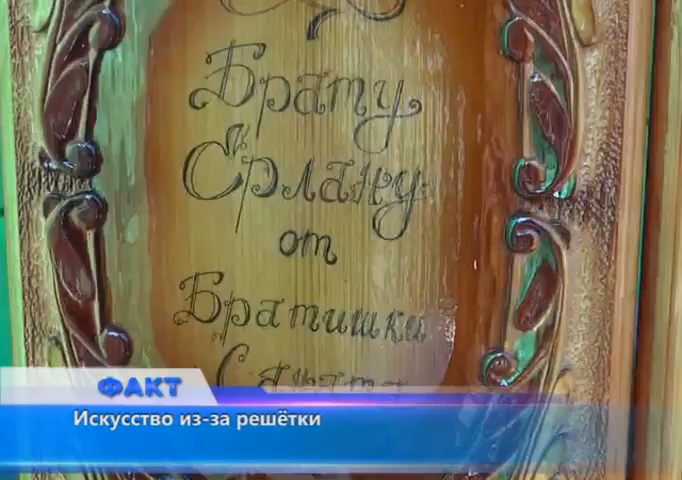 Брату
Ерлану
от
Братишки
ФАКТ
Искусство из-за решётки